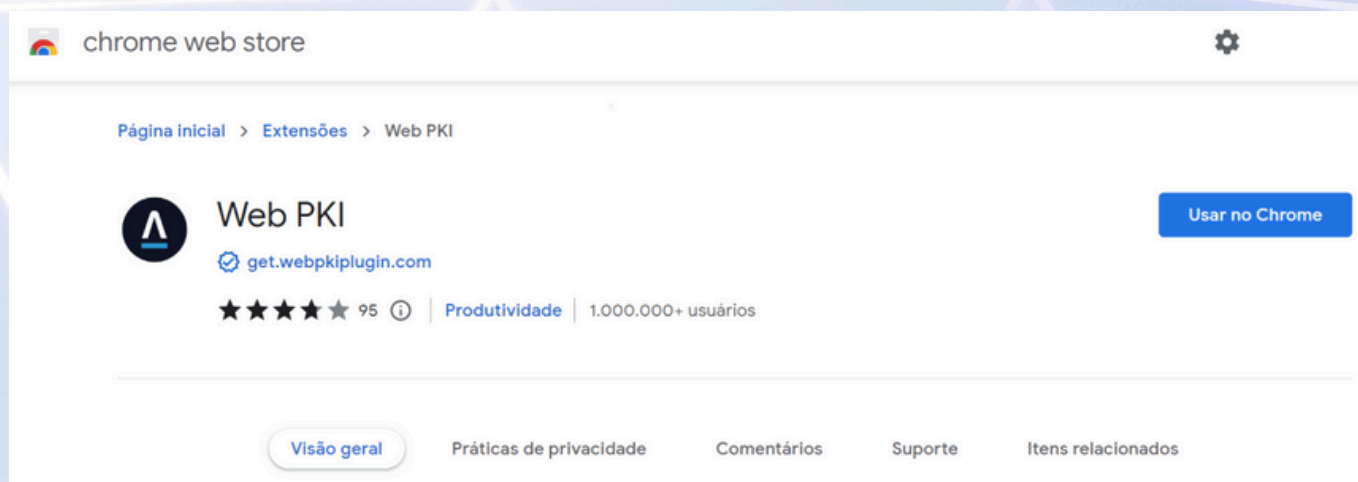 chrome web store
Página inicial > Extensões > Web PKI
Web PKI
Usar no Chrome
get.webpkiplugin.com
95 | Produtividade | 1.000.000+ usuários
Visão geral Práticas de privacidade Comentários Suporte Itens relacionados